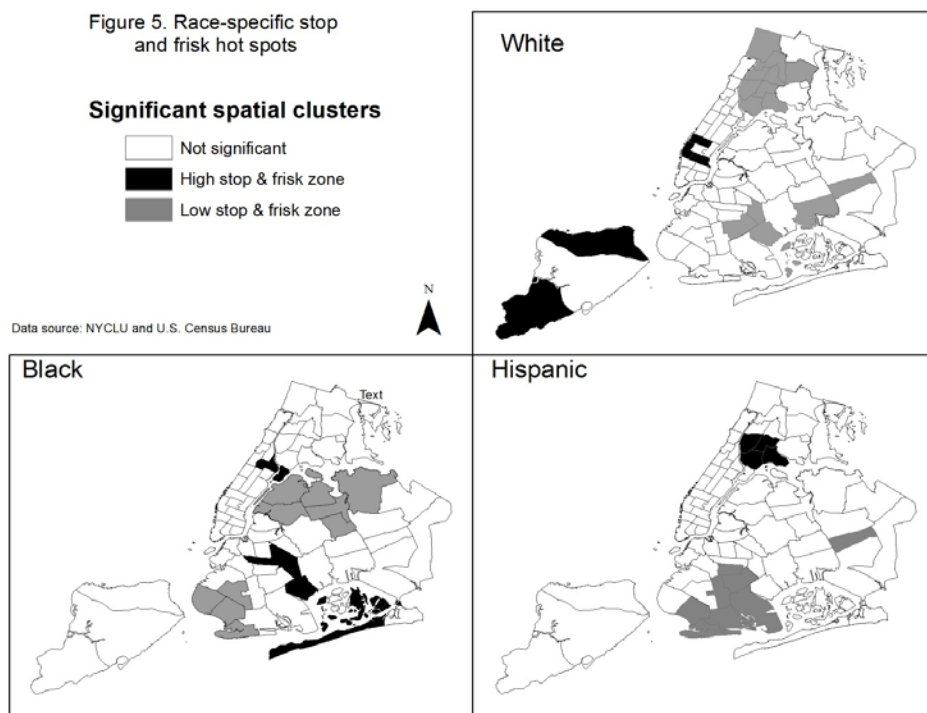 Figure 5. Race-specific stop
and frisk hot spots
Significant spatial clusters
Not significant
High stop & frisk zone
Low stop & frisk zone
N
Data source: NYCLU and U.S. Census Bureau
White
Black
Text
Hispanic